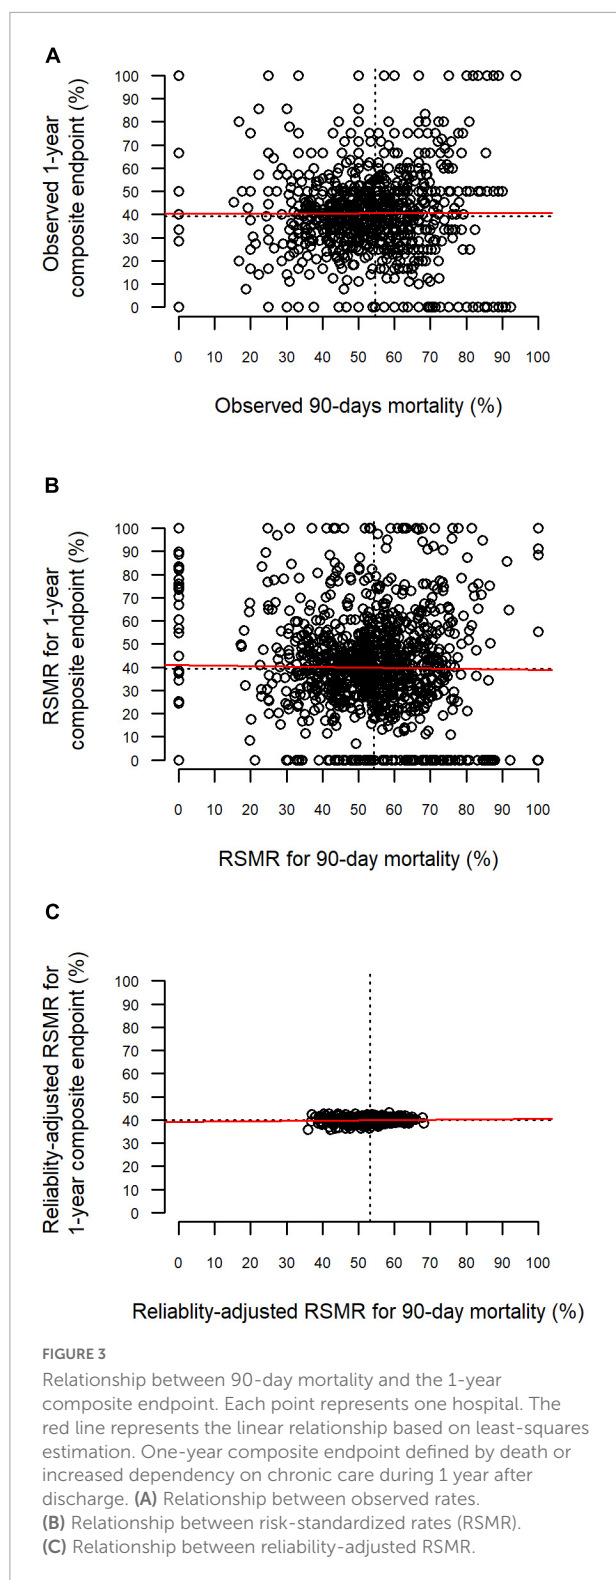 A
Observed 1-year
composite endpoint (%)
100
90
80
70
60
50
40
30
20
10
0
0 10 20 30 40 50 60 70 80 90 100
Observed 90-days mortality (%)
B
RSMR for 1-year
composite endpoint (%)
100
90
80
70
60
50
40
30
20
10
0
0 10 20 30 40 50 60 70 80 90 100
RSMR for 90-day mortality (%)
C
Reliablity-adjusted RSMR for
1-year composite endpoint (%)
100
90
80
70
60
50
40
30
20
10
0
0 10 20 30 40 50 60 70 80 90 100
Reliablity-adjusted RSMR for 90-day mortality (%)
FIGURE 3
Relationship between 90-day mortality and the 1-year
composite endpoint. Each point represents one hospital. The
red line represents the linear relationship based on least-squares
estimation. One-year composite endpoint defined by death or
increased dependency on chronic care during 1 year after
discharge. (A) Relationship between observed rates.
(B) Relationship between risk-standardized rates (RSMR).
(C) Relationship between reliability-adjusted RSMR.